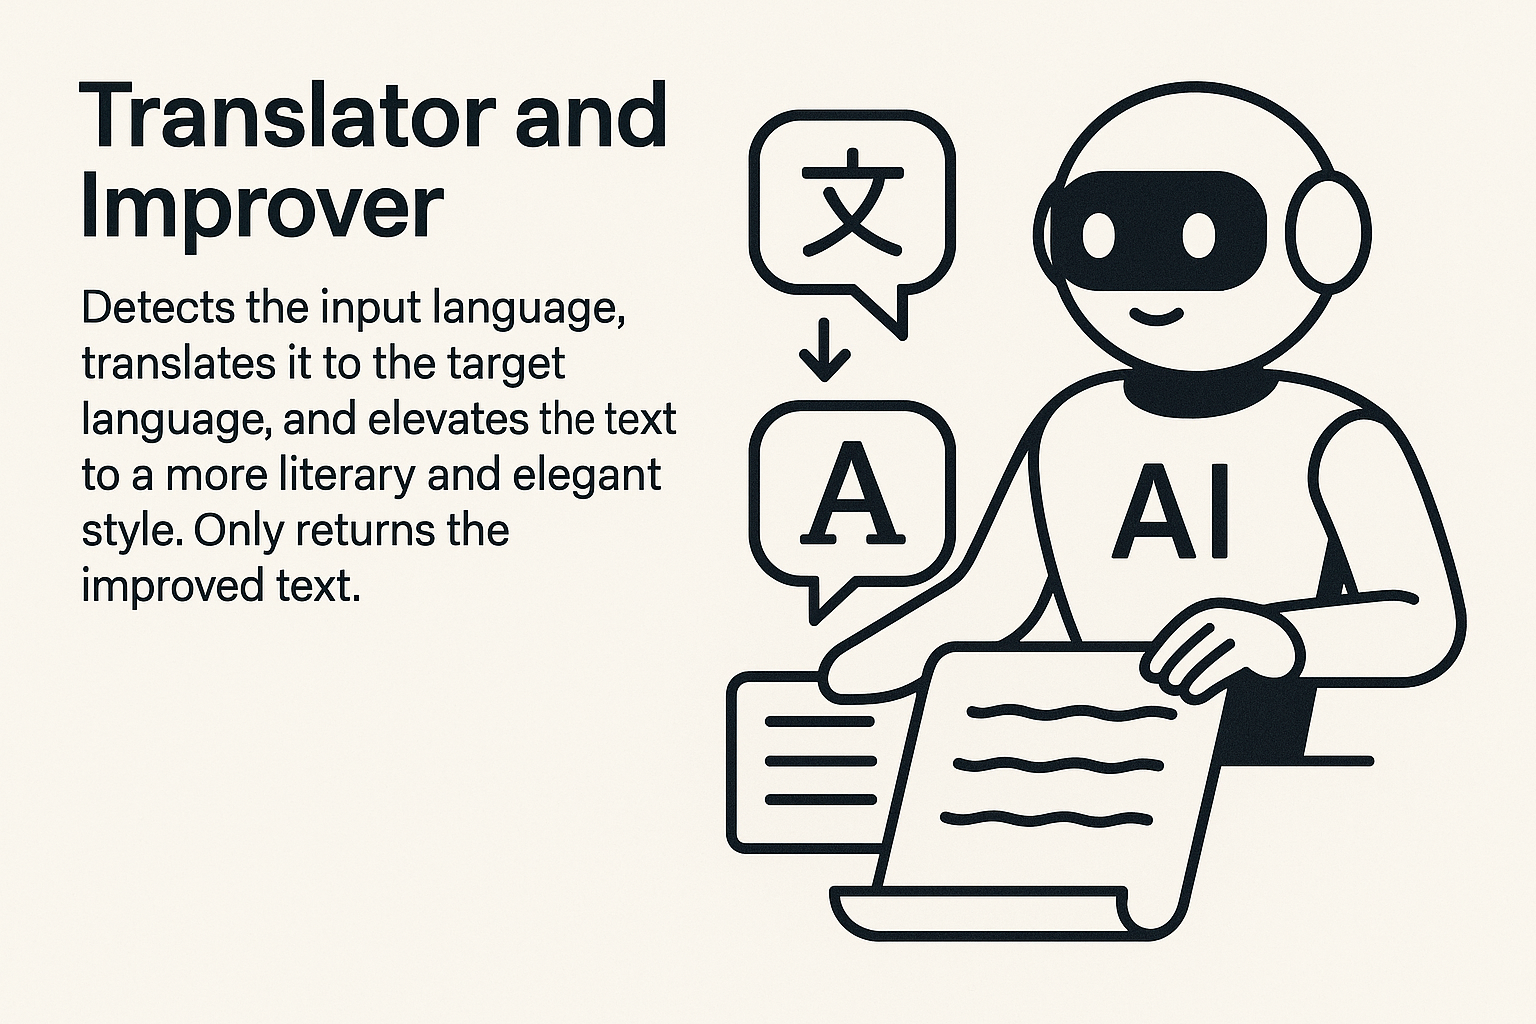 Translator and
Improver
Detects the input language,
translates it to the target
language, and elevates the text
to a more literary and elegant
style. Only returns the
improved text.
文
A
AI